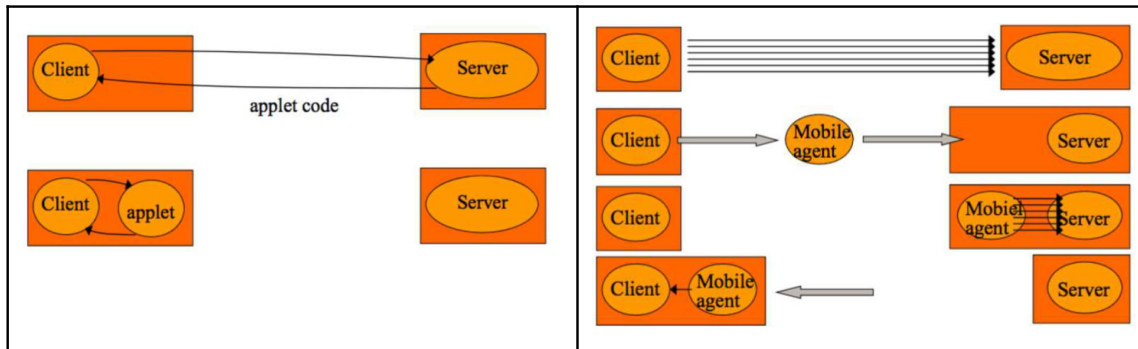 Client
Server
applet code
Client
applet
Server
Client
Server
Client
Mobile
agent
Server
Client
Mobier
agent
Server
Client
Mobile
agent
Server